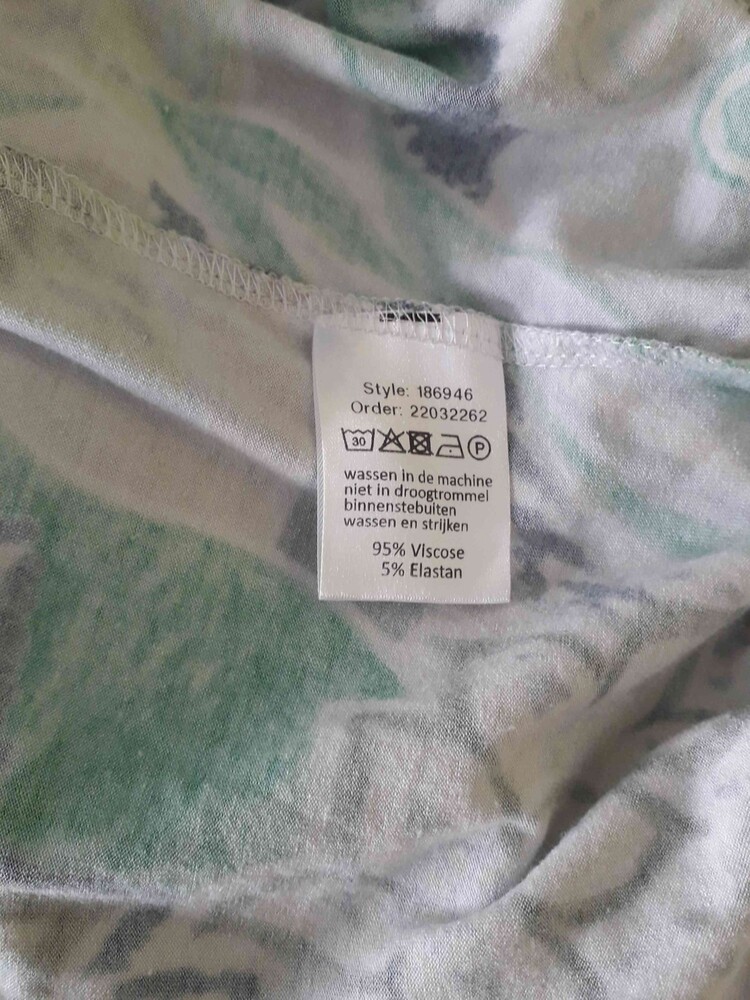 Style: 186946
Order: 22032262
30 P
wassen in de machine
niet in droogtrommel
binnenstebuiten
wassen en strijken
95% Viscose
5% Elastan